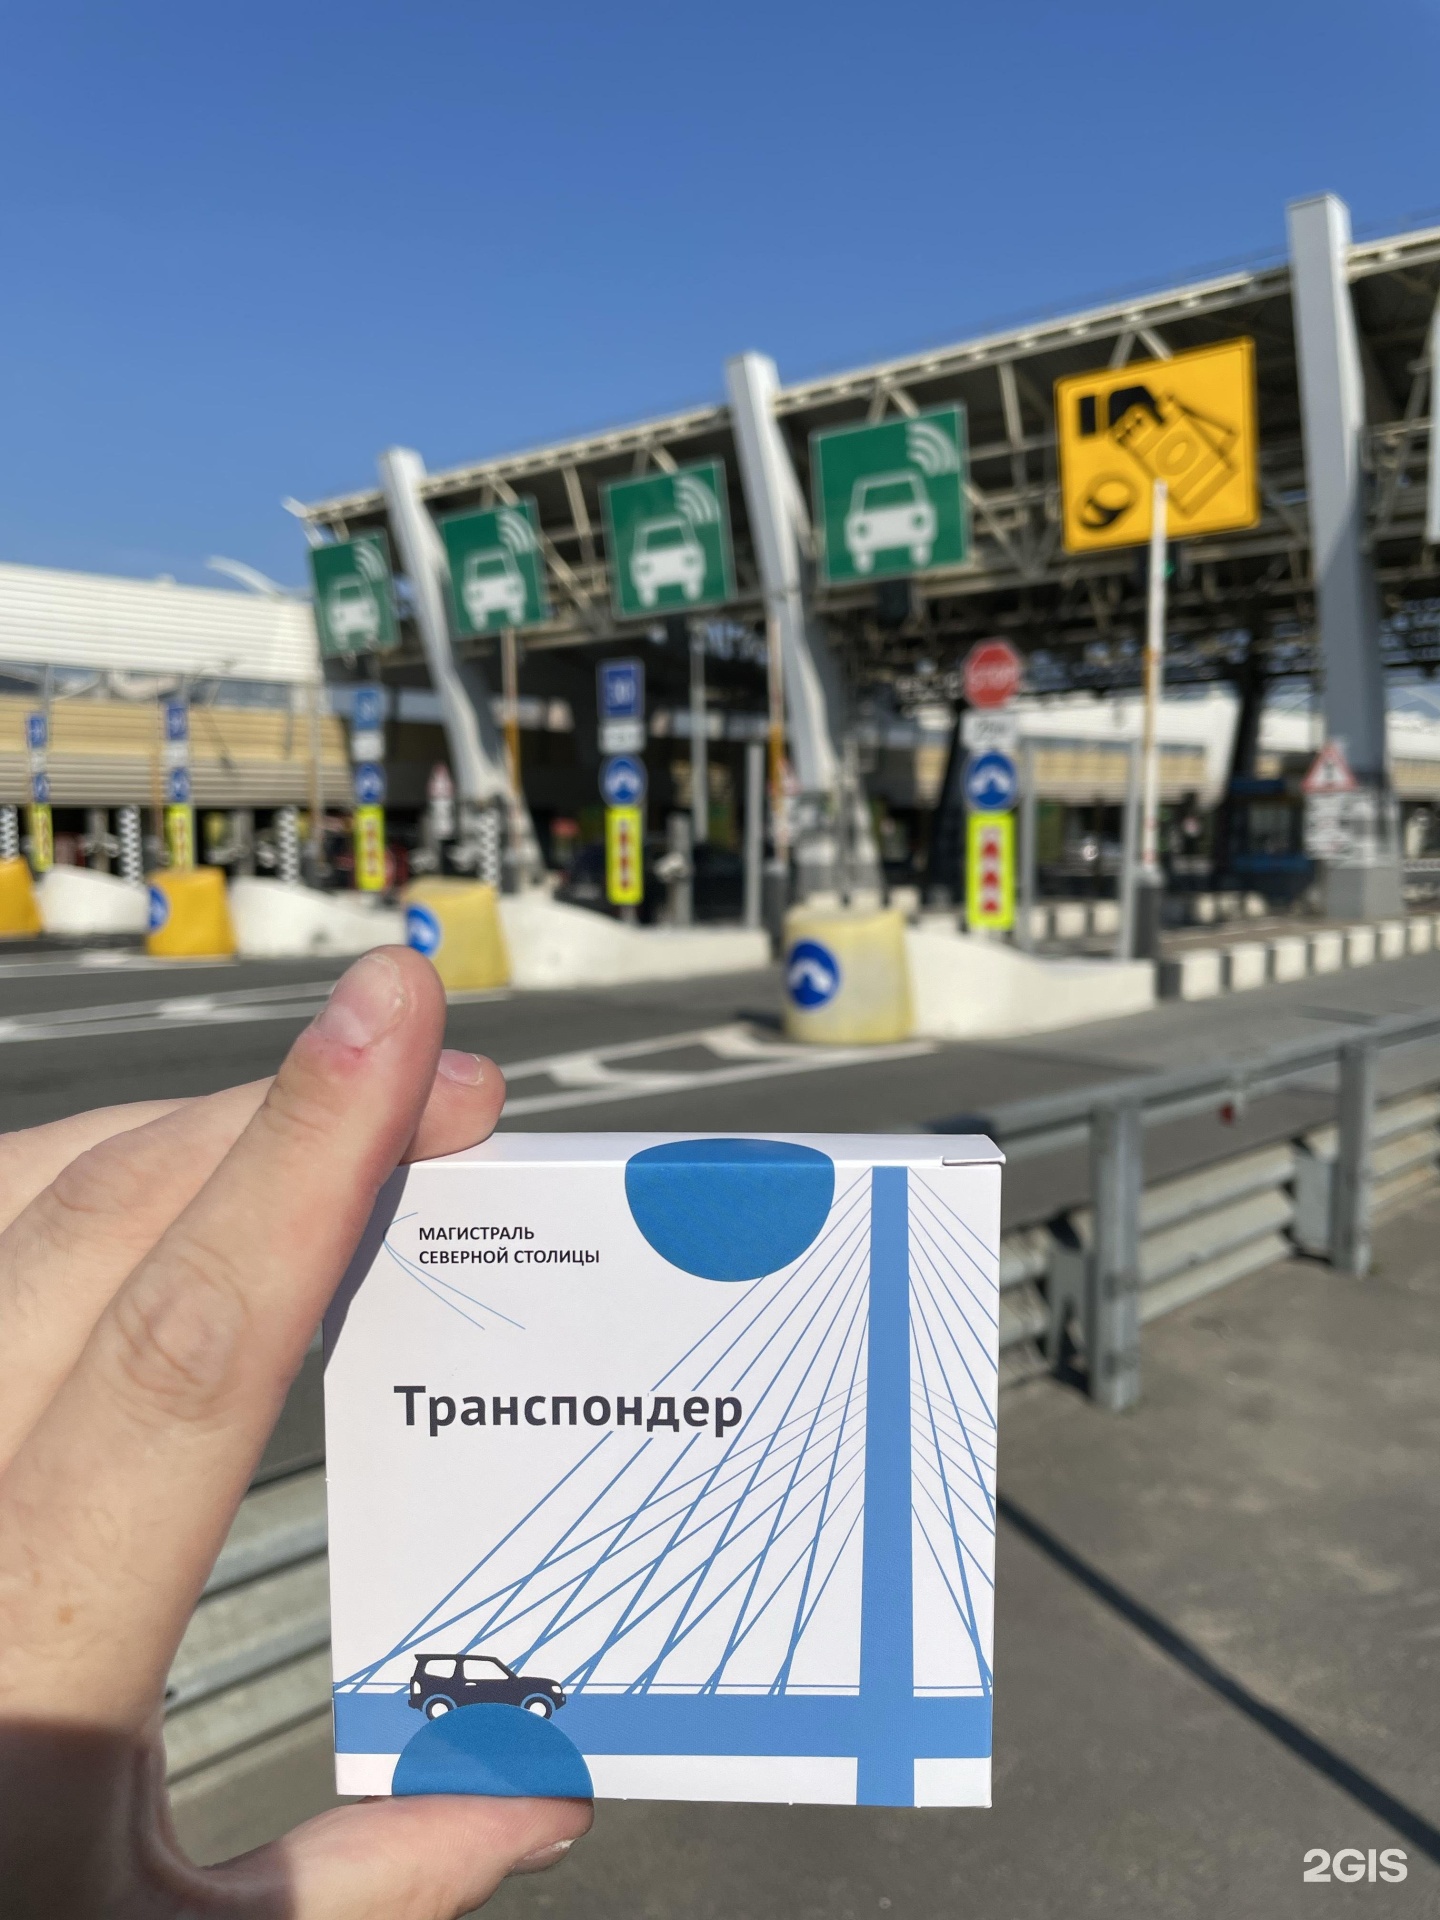 STOP
МАГИСТРАЛЬ
СЕВЕРНОЙ СТОЛИЦЫ
Транспондер
2GIS